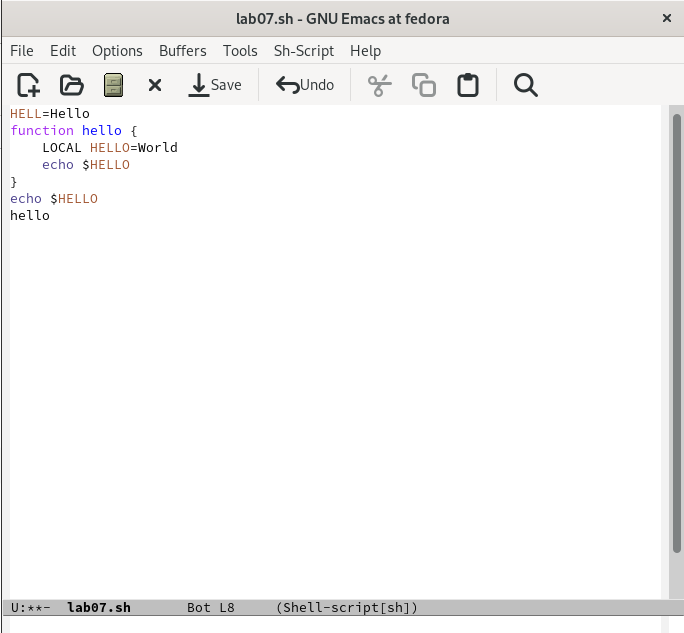 lab07.sh - GNU Emacs at fedora
File Edit Options Buffers Tools Sh-Script Help
Save Undo
HELL=Hello
function hello {
    LOCAL HELLO=World
    echo $HELLO
}
echo $HELLO
hello
U:**-  lab07.sh       Bot L8     (Shell-script[sh])